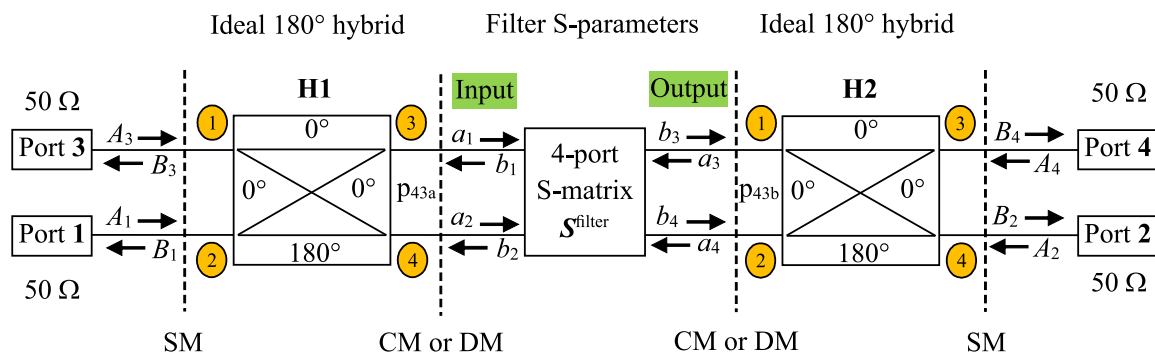 Ideal 180° hybrid Filter S-parameters Ideal 180° hybrid
H1 Input Output H2
50 Ω 50 Ω
1 0° 3 1 0° 3
Port 3 A3 B3 a1 b1 4-port b3 a3 B4 A4 Port 4
0° 0° p43a S-matrix p43b 0° 0°
Port 1 A1 B1 a2 b2 Sfilter b4 a4 B2 A2 Port 2
2 180° 4 2 180° 4
50 Ω 50 Ω
SM CM or DM CM or DM SM